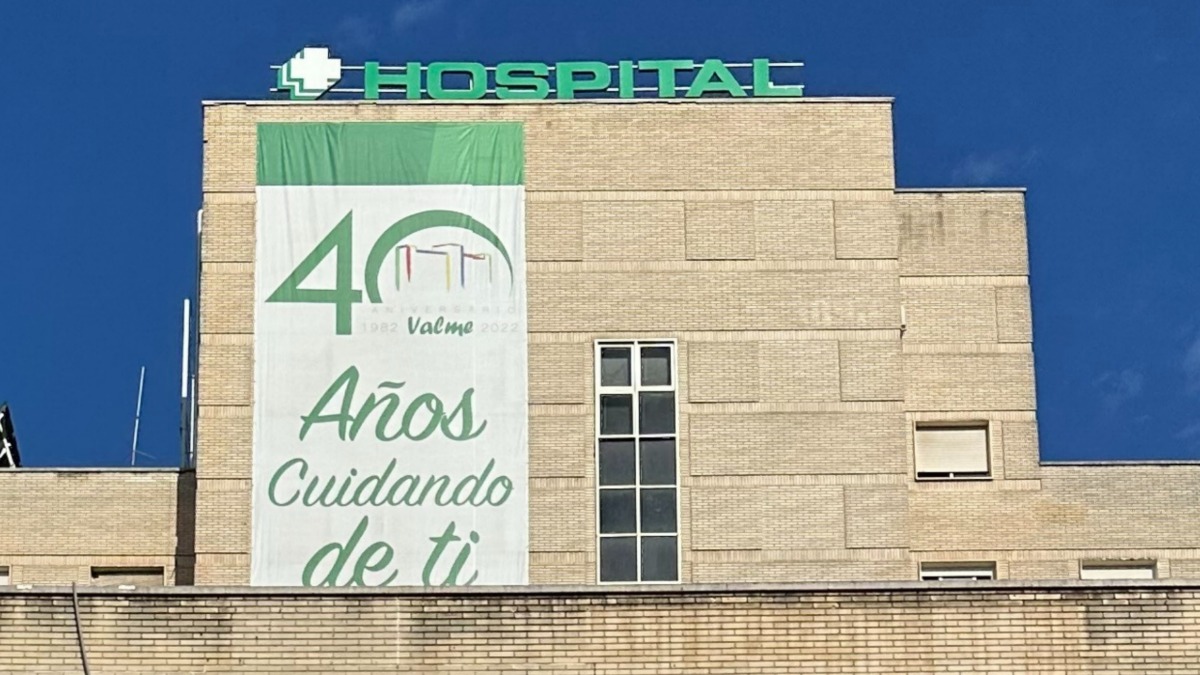 HOSPITAL
40
ANIVERSARIO
1982 Valme 2022
Años
Cuidando
de ti